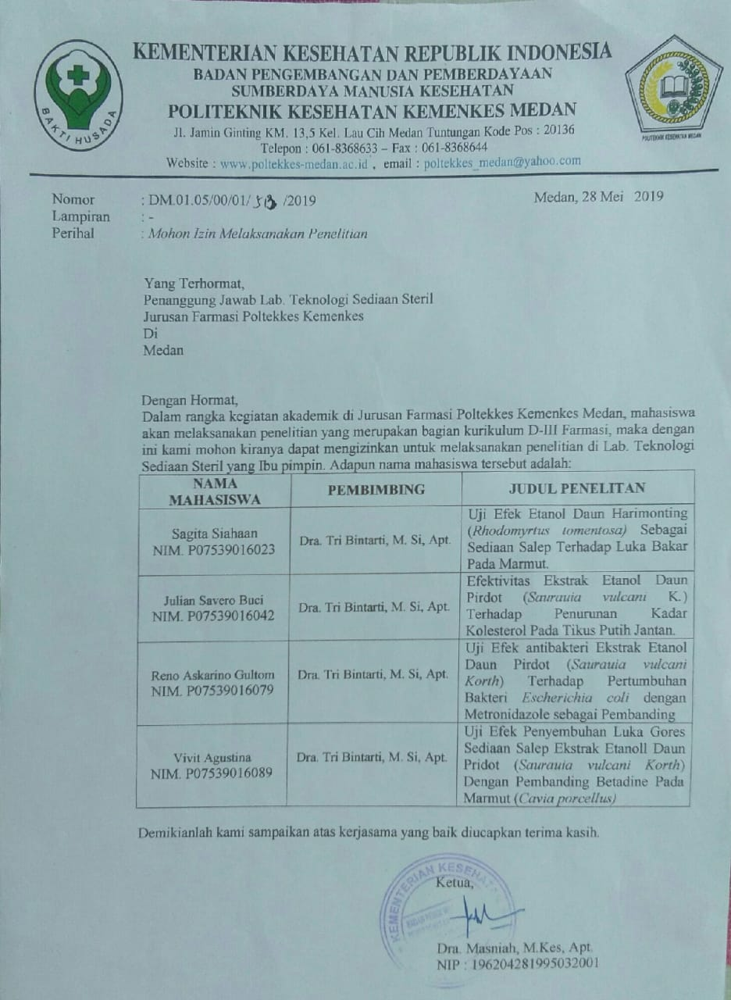 KEMENTERIAN KESEHATAN REPUBLIK INDONESIA
BADAN PENGEMBANGAN DAN PEMBERDAYAAN
SUMBERDAYA MANUSIA KESEHATAN
POLITEKNIK KESEHATAN KEMENKES MEDAN
Jl. Jamin Ginting KM. 13,5 Kel. Lau Cih Medan Tuntungan Kode Pos : 20136
Telepon : 061-8368633 – Fax : 061-8368644
Website : www.poltekkes-medan.ac.id , email : poltekkes_medan@yahoo.com
BAKTI HUSADA
POLITEKNIK KESEHATAN MEDAN
Nomor : DM.01.05/00/01/ /2019
Medan, 28 Mei 2019
Lampiran : -
Perihal : Mohon Izin Melaksanakan Penelitian
Yang Terhormat,
Penanggung Jawab Lab. Teknologi Sediaan Steril
Jurusan Farmasi Poltekkes Kemenkes
Di
Medan
Dengan Hormat,
Dalam rangka kegiatan akademik di Jurusan Farmasi Poltekkes Kemenkes Medan, mahasiswa
akan melaksanakan penelitian yang merupakan bagian kurikulum D-III Farmasi, maka dengan
ini kami mohon kiranya dapat mengizinkan untuk melaksanakan penelitian di Lab. Teknologi
Sediaan Steril yang Ibu pimpin. Adapun nama mahasiswa tersebut adalah:
NAMA
MAHASISWA
PEMBIMBING
JUDUL PENELITAN
Sagita Siahaan
NIM. P07539016023
Dra. Tri Bintarti, M. Si, Apt.
Uji Efek Etanol Daun Harimonting
(Rhodomyrtus tomentosa) Sebagai
Sediaan Salep Terhadap Luka Bakar
Pada Marmut.
Julian Savero Buci
NIM. P07539016042
Dra. Tri Bintarti, M. Si, Apt.
Efektivitas Ekstrak Etanol Daun
Pirdot (Saurauia vulcani K.)
Terhadap Penurunan Kadar
Kolesterol Pada Tikus Putih Jantan.
Reno Askarino Gultom
NIM. P07539016079
Dra. Tri Bintarti, M. Si, Apt.
Uji Efek antibakteri Ekstrak Etanol
Daun Pirdot (Saurauia vulcani
Korth) Terhadap Pertumbuhan
Bakteri Escherichia coli dengan
Metronidazole sebagai Pembanding
Vivit Agustina
NIM. P07539016089
Dra. Tri Bintarti, M. Si, Apt.
Uji Efek Penyembuhan Luka Gores
Sediaan Salep Ekstrak Etanoll Daun
Pridot (Saurauia vulcani Korth)
Dengan Pembanding Betadine Pada
Marmut (Cavia porcellus)
Demikianlah kami sampaikan atas kerjasama yang baik diucapkan terima kasih.
KEMENTERIAN KESEHATAN
Ketua,
Dra. Masniah, M.Kes, Apt.
NIP : 196204281995032001